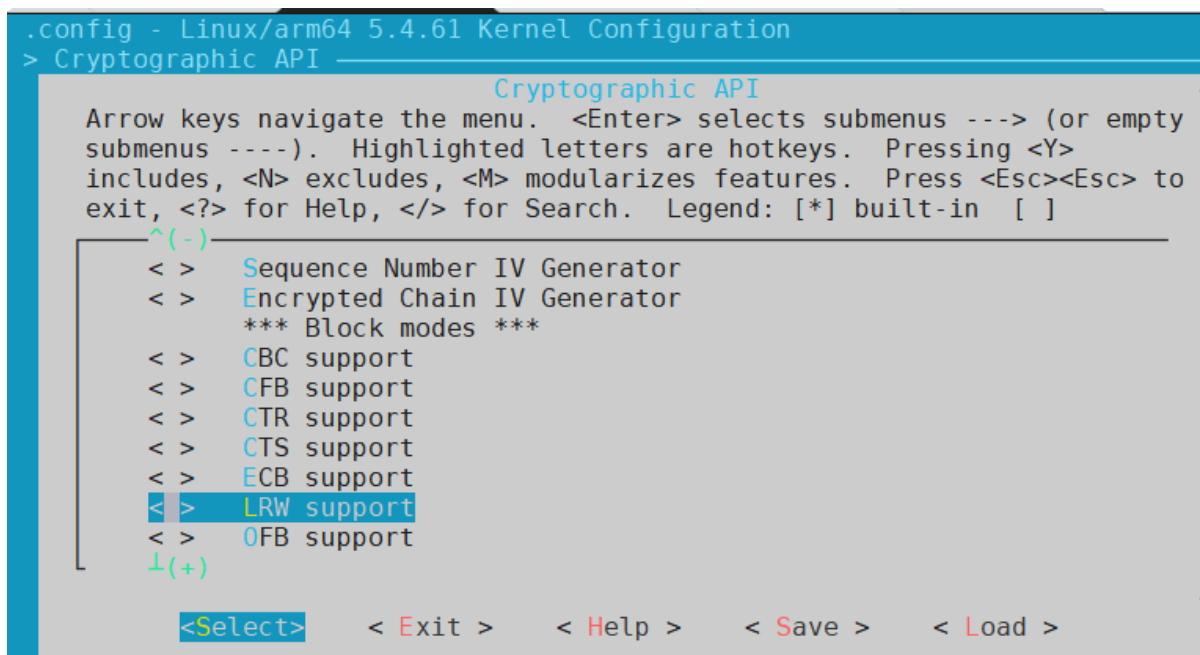 .config - Linux/arm64 5.4.61 Kernel Configuration
> Cryptographic API
Cryptographic API
Arrow keys navigate the menu.  <Enter> selects submenus ---> (or empty
submenus ----).  Highlighted letters are hotkeys.  Pressing <Y>
includes, <N> excludes, <M> modularizes features.  Press <Esc><Esc> to
exit, <?> for Help, </> for Search.  Legend: [*] built-in  [ ]
^(-)
< >   Sequence Number IV Generator
< >   Encrypted Chain IV Generator
*** Block modes ***
< >   CBC support
< >   CFB support
< >   CTR support
< >   CTS support
< >   ECB support
< >   LRW support
< >   OFB support
┴(+)
<Select>    < Exit >    < Help >    < Save >    < Load >